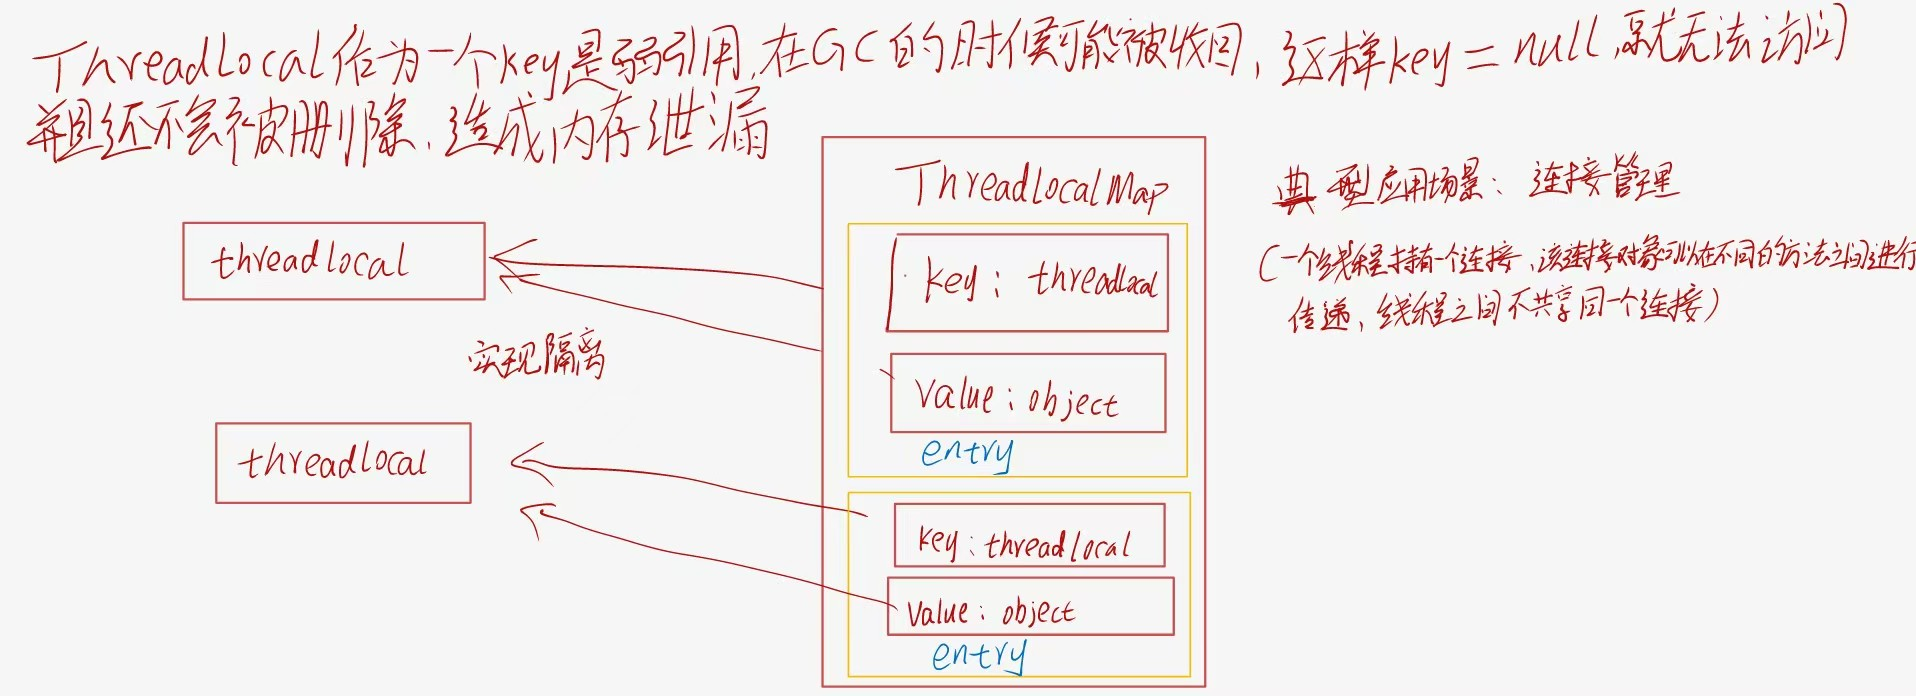 ThreadLocal作为一个key是弱引用,在GC的时候可能被收回,这样key=null,就无法访问
并且还不会被删除,造成内存泄漏
ThreadLocalMap
典型应用场景:连接管理
(一个线程持有一个连接,该连接对象可以在不同的方法之间进行
传递,线程之间不共享同一个连接)
threadlocal
key: threadlocal
实现隔离
value: object
entry
threadlocal
key: threadlocal
value: object
entry